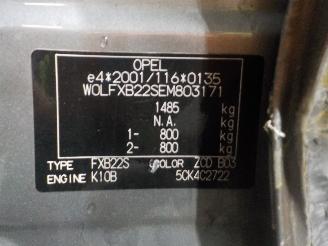 OPEL
e4*2001/116*0135
W0LFXB22SEM803171
1485 kg
N.A. kg
1- 800 kg
2- 800 kg
TYPE FXB22S COLOR ZCD B03
ENGINE K10B 5CK4C2722